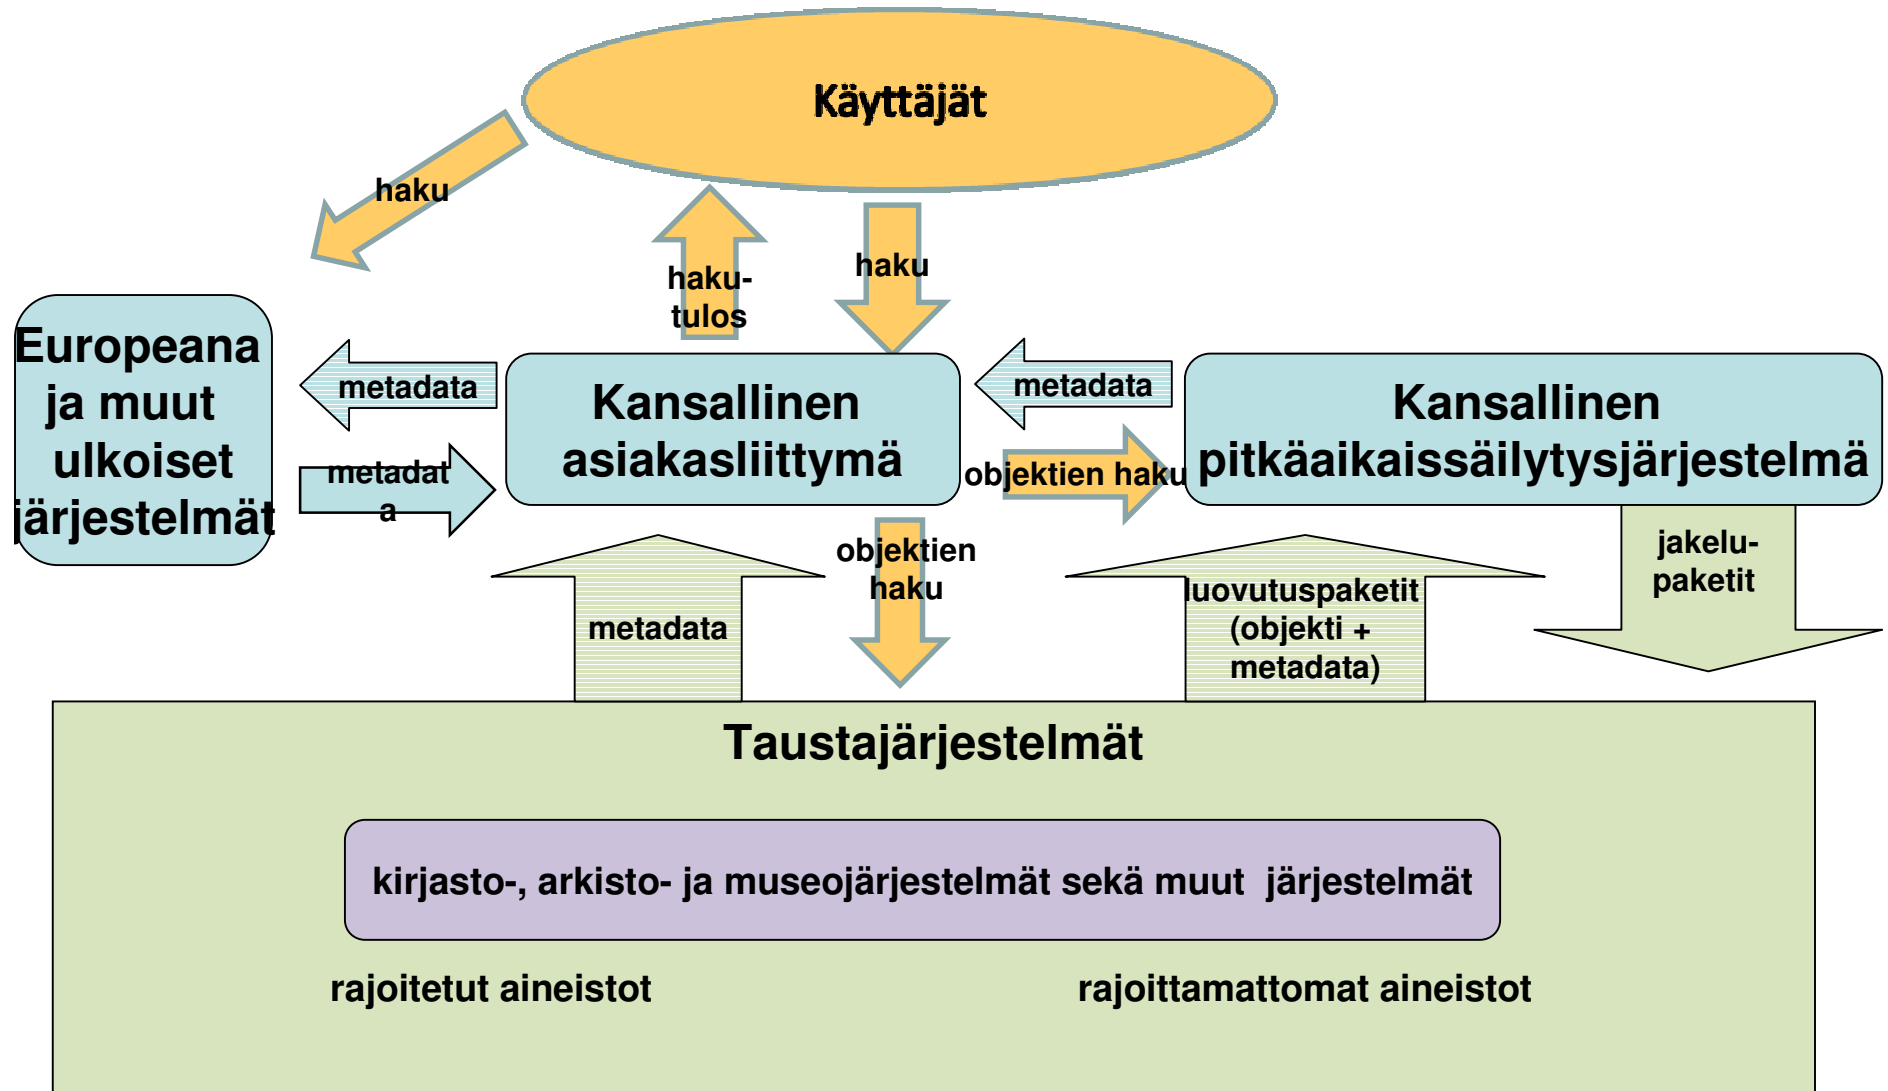 Käyttäjät
haku
haku-
tulos
haku
Europeana
ja muut
ulkoiset
järjestelmät
metadata
metadat
a
Kansallinen
asiakasliittymä
metadata
objektien haku
Kansallinen
pitkäaikaissäilytysjärjestelmä
metadata
objektien
haku
luovutuspaketit
(objekti +
metadata)
jakelu-
paketit
Taustajärjestelmät
kirjasto-, arkisto- ja museojärjestelmät sekä muut järjestelmät
rajoitetut aineistot
rajoittamattomat aineistot